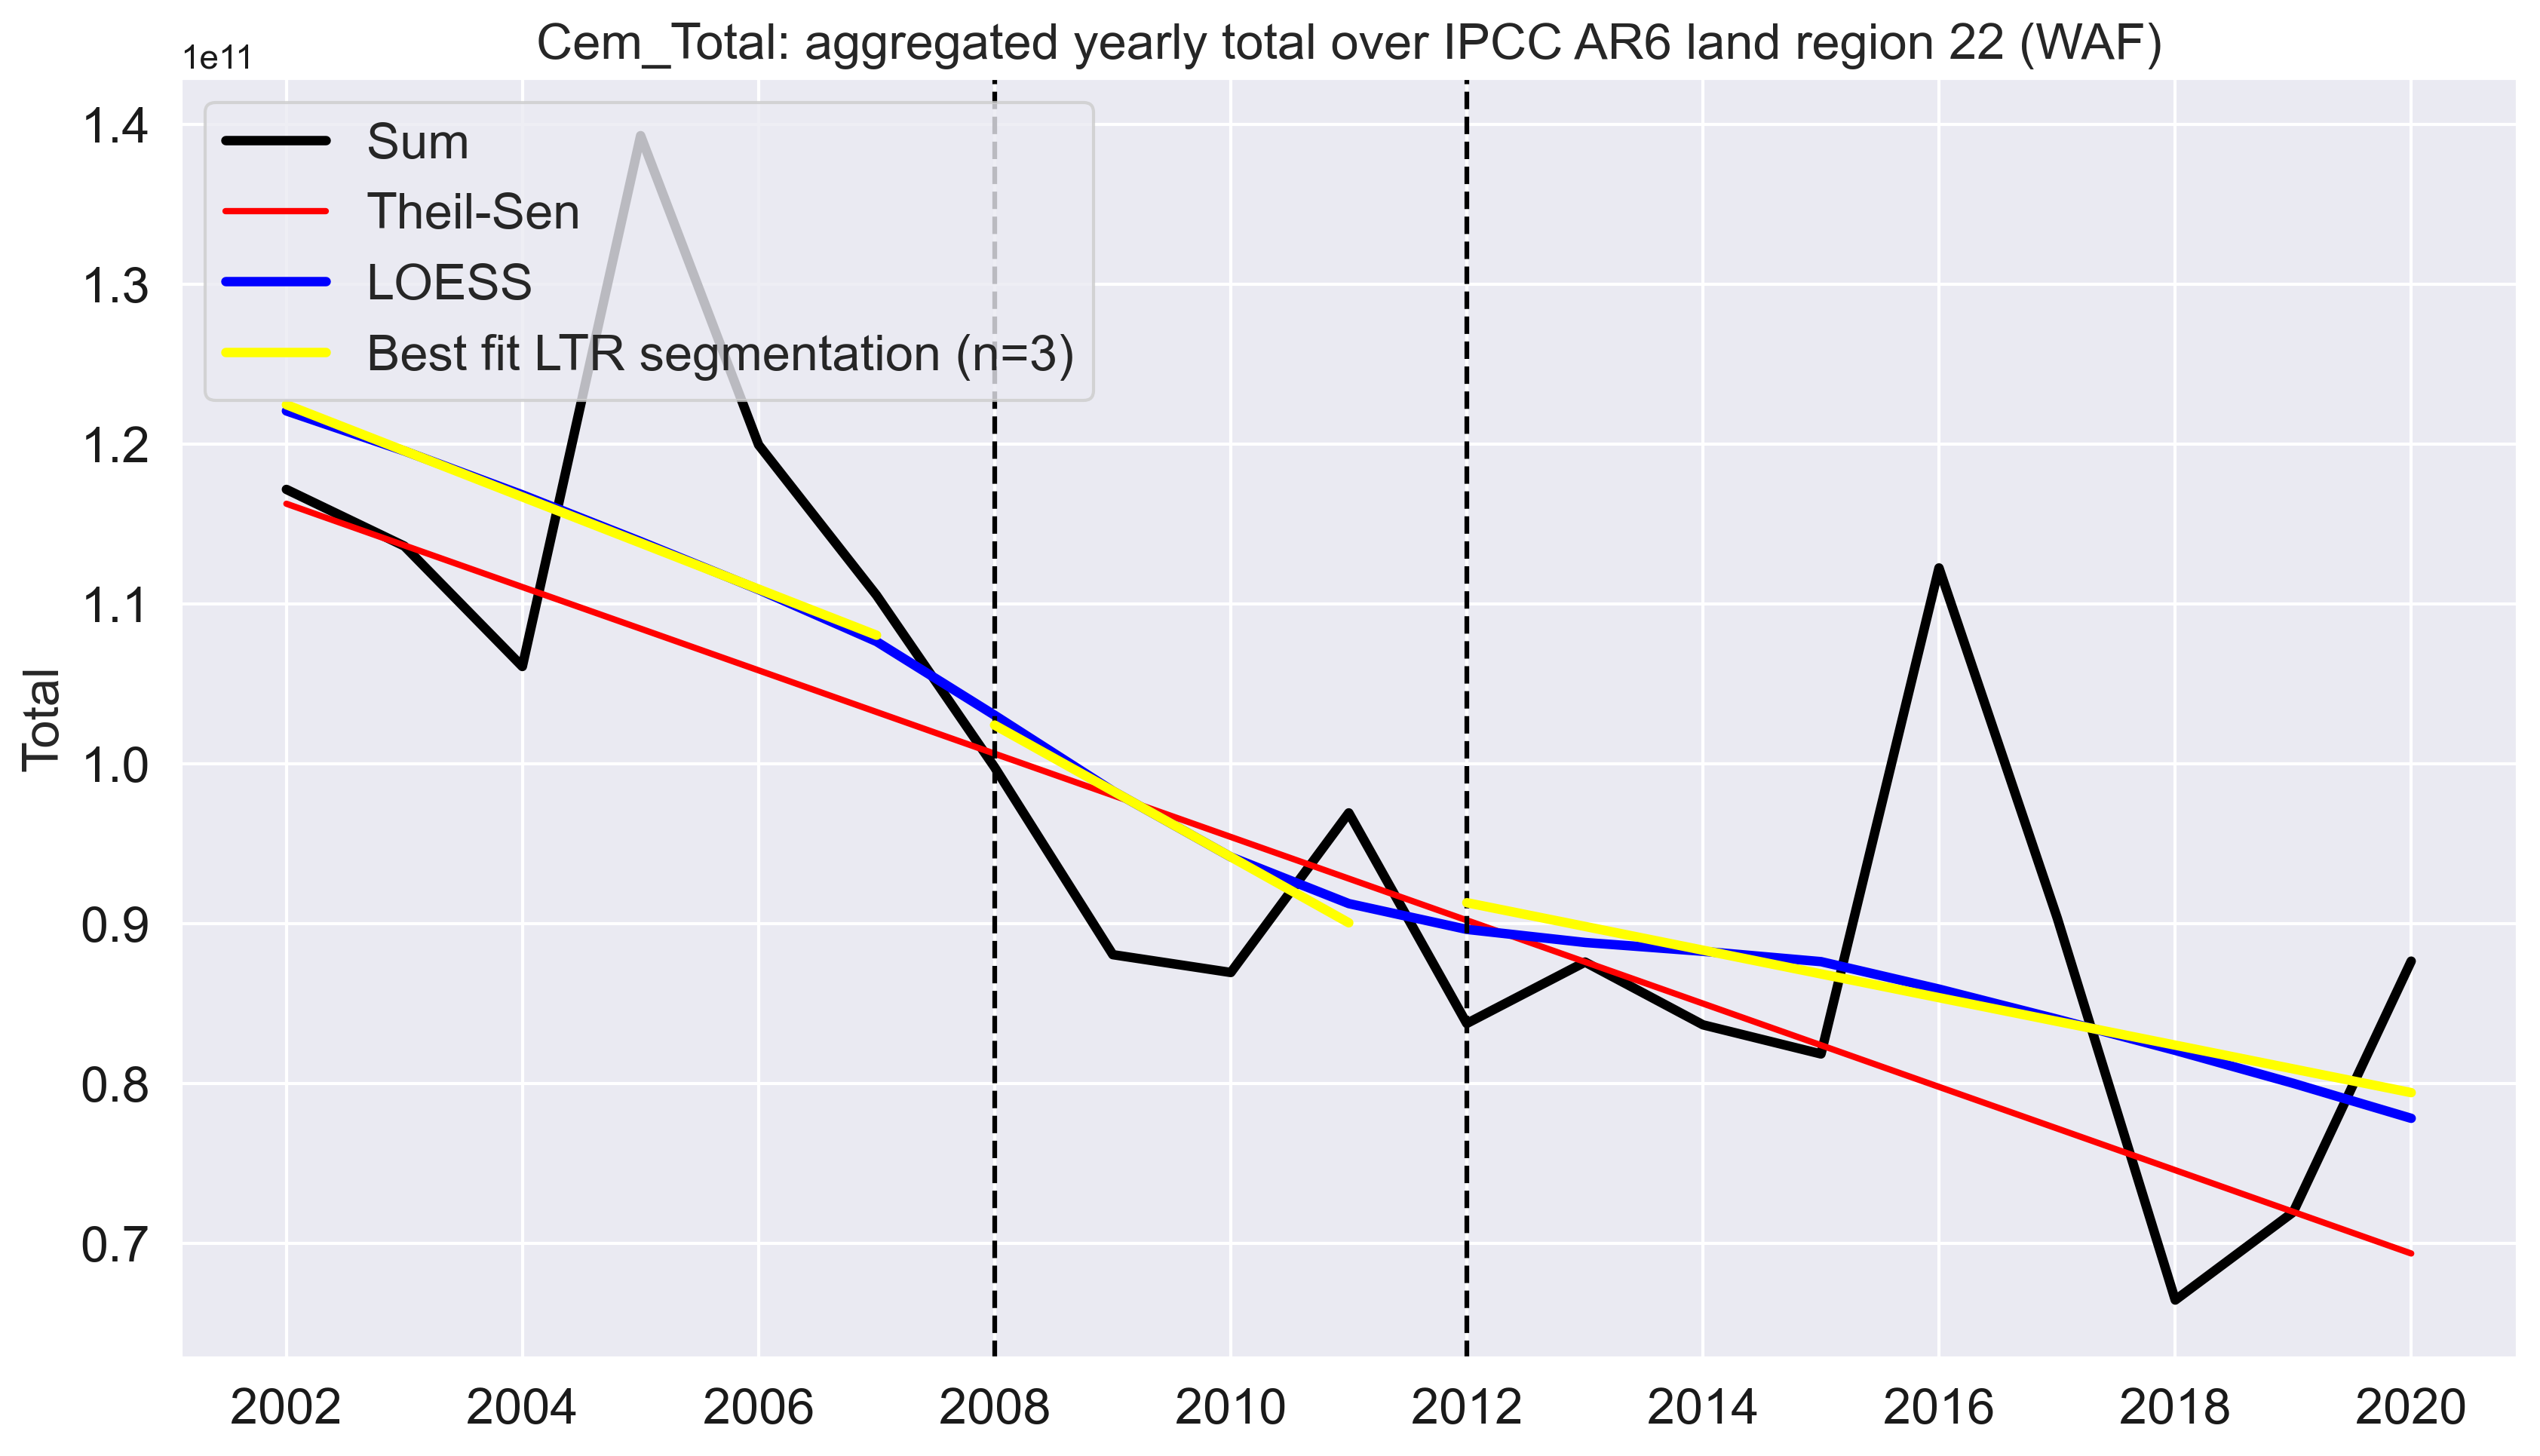 Cem_Total: aggregated yearly total over IPCC AR6 land region 22 (WAF)
1e11
Sum
Theil-Sen
LOESS
Best fit LTR segmentation (n=3)
1.4
1.3
1.2
1.1
1.0
0.9
0.8
0.7
Total
2002 2004 2006 2008 2010 2012 2014 2016 2018 2020